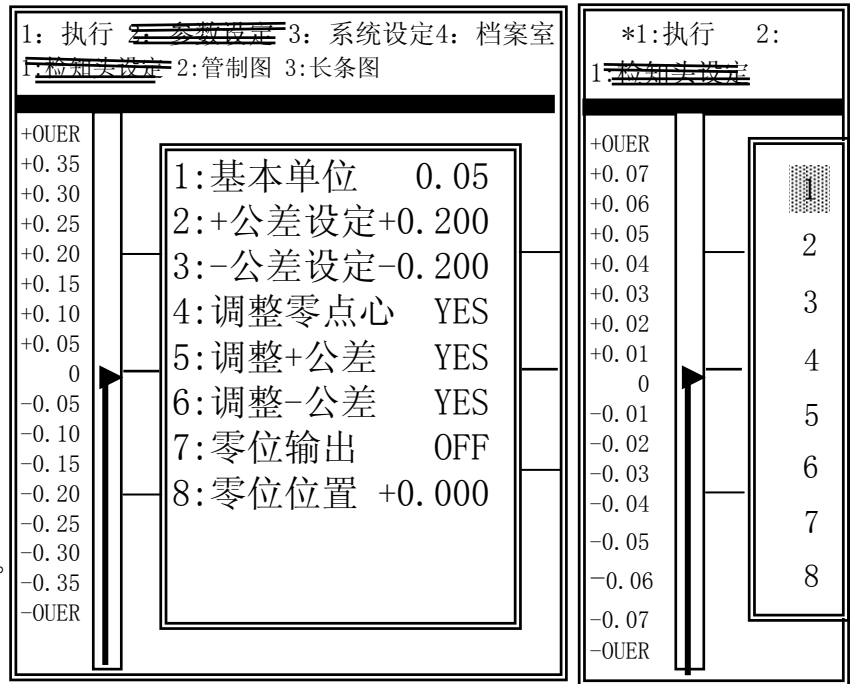 1: 执行 2: 参数设定 3: 系统设定4: 档案室
1:检知头设定 2:管制图 3:长条图
+OUER
+0.35
+0.30
+0.25
+0.20
+0.15
+0.10
+0.05
0
-0.05
-0.10
-0.15
-0.20
-0.25
-0.30
-0.35
-OUER
1:基本单位 0.05
2:+公差设定+0.200
3:-公差设定-0.200
4:调整零点心 YES
5:调整+公差 YES
6:调整-公差 YES
7:零位输出 OFF
8:零位位置 +0.000
。
*1:执行 2:
1:检知头设定
+OUER
+0.07
+0.06
+0.05
+0.04
+0.03
+0.02
+0.01
0
-0.01
-0.02
-0.03
-0.04
-0.05
-0.06
-0.07
-OUER
1
2
3
4
5
6
7
8